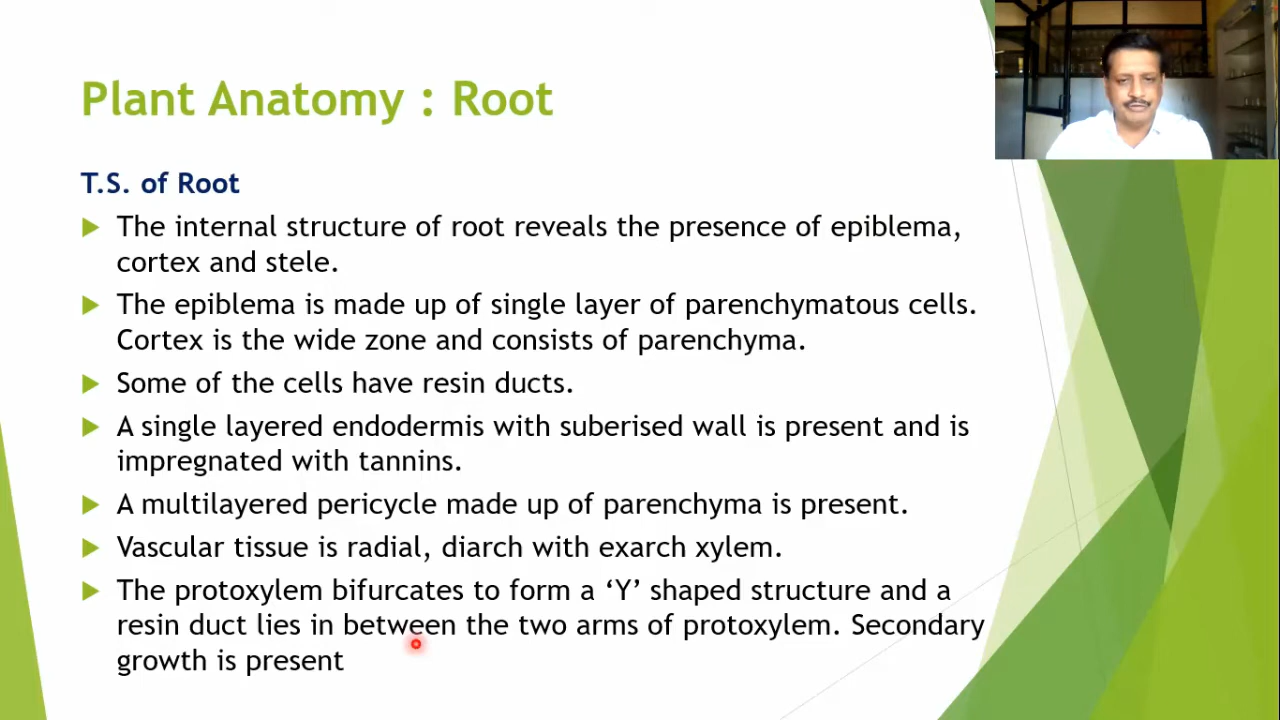 Plant Anatomy : Root
T.S. of Root
The internal structure of root reveals the presence of epiblema,
cortex and stele.
The epiblema is made up of single layer of parenchymatous cells.
Cortex is the wide zone and consists of parenchyma.
Some of the cells have resin ducts.
A single layered endodermis with suberised wall is present and is
impregnated with tannins.
A multilayered pericycle made up of parenchyma is present.
Vascular tissue is radial, diarch with exarch xylem.
The protoxylem bifurcates to form a ‘Y’ shaped structure and a
resin duct lies in between the two arms of protoxylem. Secondary
growth is present